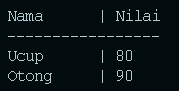 Nama      | Nilai
-----------------
Ucup      | 80
Otong     | 90